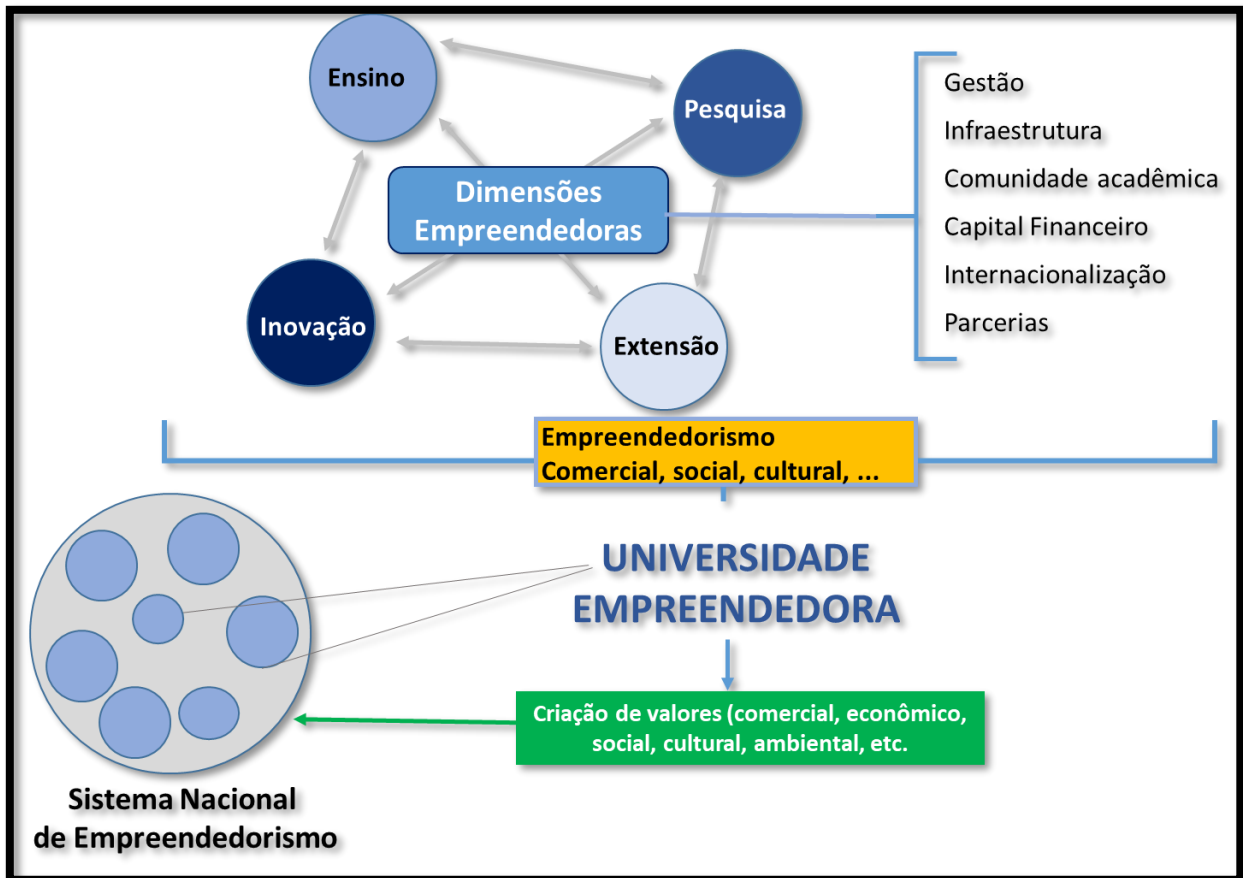 Ensino
Pesquisa
Dimensões
Empreendedoras
Inovação
Extensão
Gestão
Infraestrutura
Comunidade acadêmica
Capital Financeiro
Internacionalização
Parcerias
Empreendedorismo
Comercial, social, cultural, ...
UNIVERSIDADE
EMPREENDEDORA
Criação de valores (comercial, econômico,
social, cultural, ambiental, etc.
Sistema Nacional
de Empreendedorismo